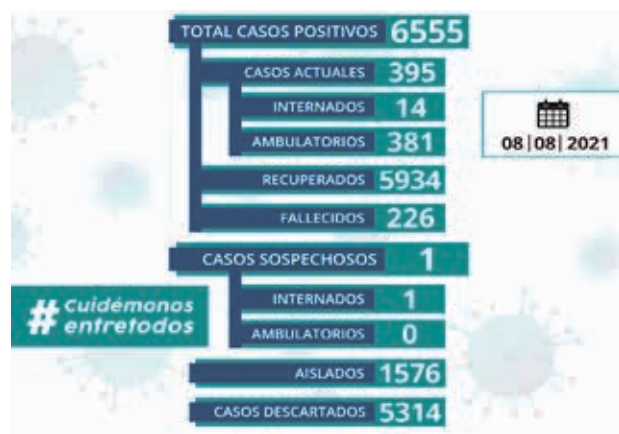 TOTAL CASOS POSITIVOS 6555
CASOS ACTUALES 395
INTERNADOS 14
AMBULATORIOS 381
RECUPERADOS 5934
FALLECIDOS 226
08|08| 2021
CASOS SOSPECHOSOS 1
INTERNADOS 1
AMBULATORIOS 0
#Cuidémonos
entretodos
AISLADOS 1576
CASOS DESCARTADOS 5314